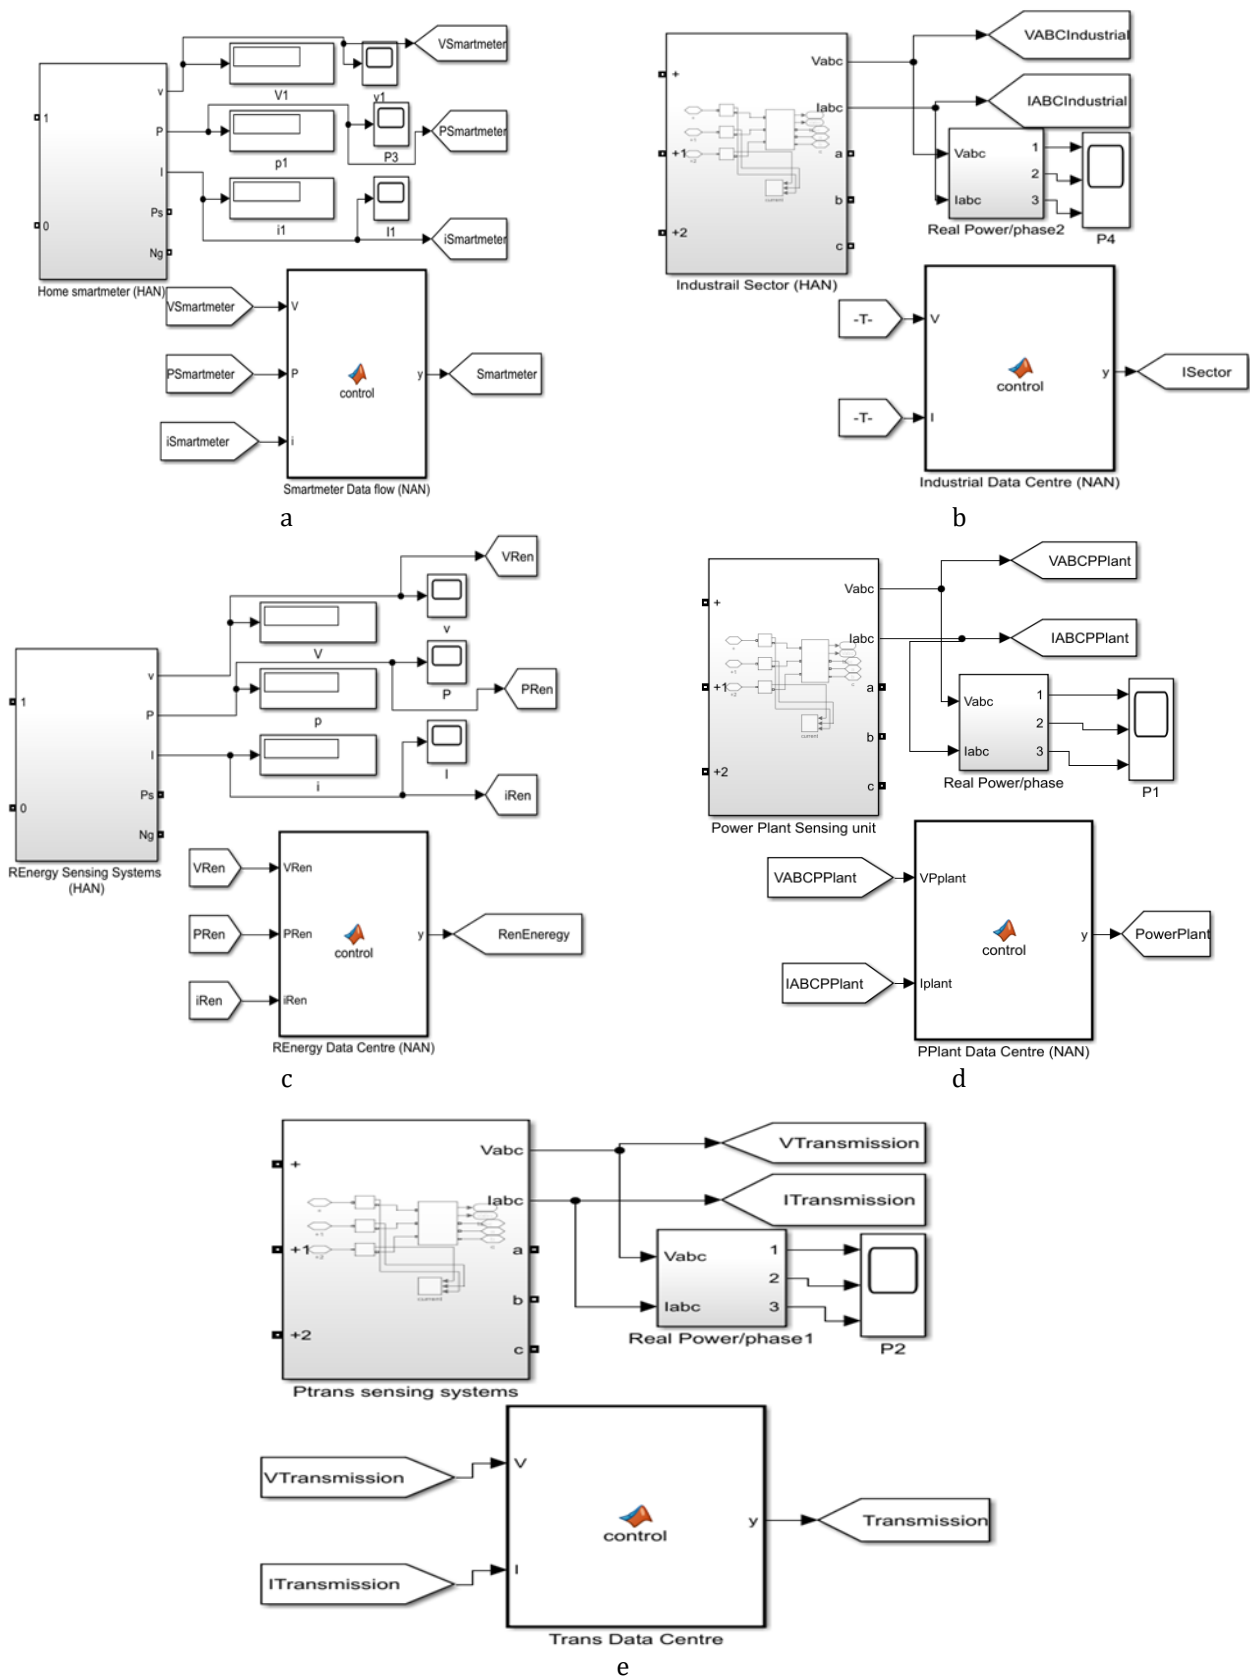 VSmartmeter
v
V1
v1
1
P
p1
P3
PSmartmeter
I
i1
I1
iSmartmeter
Ps
0
Ng
Home smartmeter (HAN)
VSmartmeter
V
PSmartmeter
P
control
y
Smartmeter
iSmartmeter
i
Smartmeter Data flow (NAN)
a
VABCIndustrial
Vabc
+
IABCIndustrial
Iabc
+1
+2
a
b
c
current
Vabc
Iabc
1
2
3
Real Power/phase2
P4
Industrail Sector (HAN)
-T-
V
control
y
ISector
-T-
I
Industrial Data Centre (NAN)
b
VRen
v
V
v
1
P
P
PRen
p
I
I
i
iRen
Ps
0
Ng
REnergy Sensing Systems
(HAN)
VRen
VRen
PRen
PRen
control
y
RenEneregy
iRen
iRen
REnergy Data Centre (NAN)
c
VABCPPlant
Vabc
+
IABCPPlant
Iabc
+1
+2
a
b
c
current
Vabc
Iabc
1
2
3
Real Power/phase
P1
Power Plant Sensing unit
VABCPPlant
VPplant
control
y
PowerPlant
IABCPPlant
Iplant
PPlant Data Centre (NAN)
d
VTransmission
Vabc
+
ITransmission
Iabc
+1
+2
a
b
c
current
Vabc
Iabc
1
2
3
Real Power/phase1
P2
Ptrans sensing systems
VTransmission
V
control
y
Transmission
ITransmission
I
Trans Data Centre
e